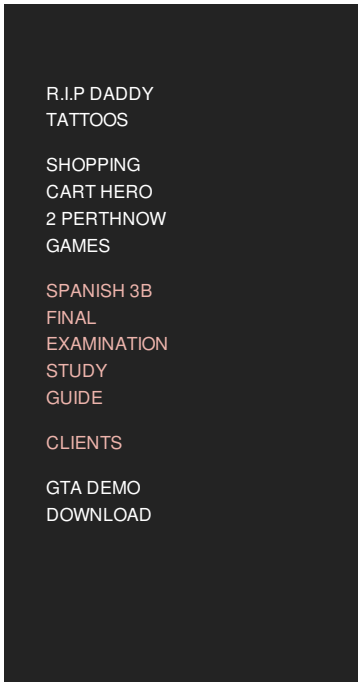 R.I.P DADDY
TATTOOS
SHOPPING
CART HERO
2 PERTHNOW
GAMES
SPANISH 3B
FINAL
EXAMINATION
STUDY
GUIDE
CLIENTS
GTA DEMO
DOWNLOAD